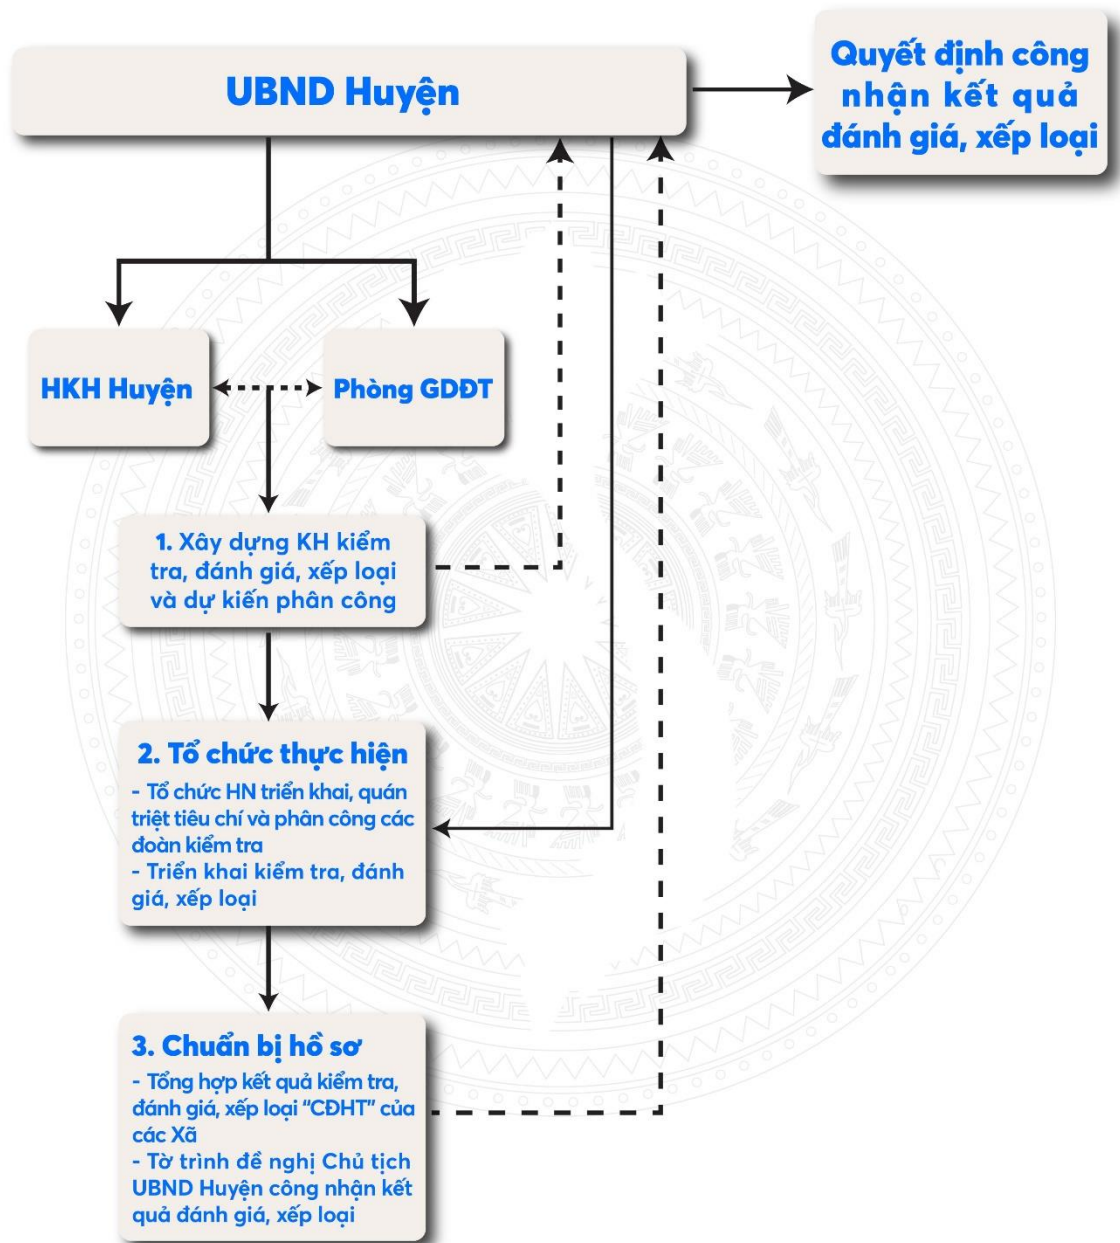 UBND Huyện
Quyết định công
nhận kết quả
đánh giá, xếp loại
HKH Huyện
Phòng GDĐT
1. Xây dựng KH kiểm
tra, đánh giá, xếp loại
và dự kiến phân công
2. Tổ chức thực hiện
- Tổ chức HN triển khai, quán
triệt tiêu chí và phân công các
đoàn kiểm tra
- Triển khai kiểm tra, đánh
giá, xếp loại
3. Chuẩn bị hồ sơ
- Tổng hợp kết quả kiểm tra,
đánh giá, xếp loại “CĐHT” của
các Xã
- Tờ trình đề nghị Chủ tịch
UBND Huyện công nhận kết
quả đánh giá, xếp loại